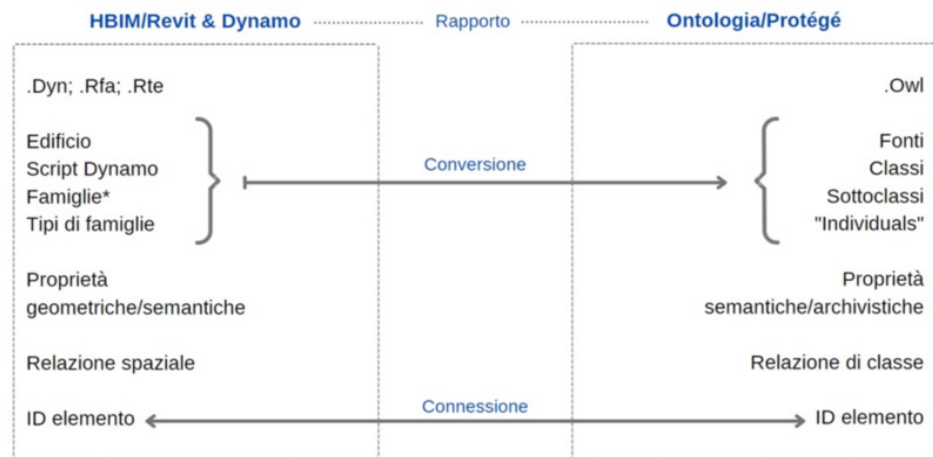 HBIM/Revit & Dynamo
Rapporto
Ontologia/Protégé
.Dyn; .Rfa; .Rte
.Owl
Edificio
Script Dynamo
Famiglie*
Tipi di famiglie
Conversione
Fonti
Classi
Sottoclassi
"Individuals"
Proprietà
geometriche/semantiche
Proprietà
semantiche/archivistiche
Relazione spaziale
Relazione di classe
ID elemento
Connessione
ID elemento